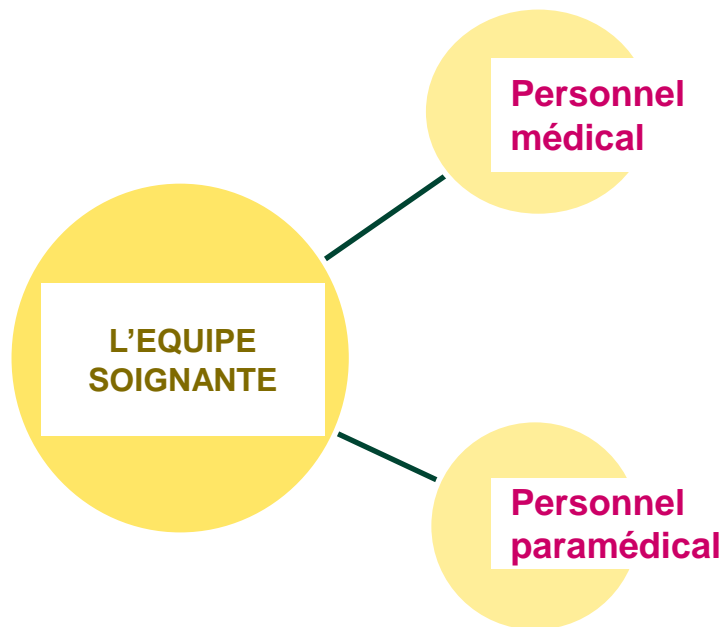 Personnel
médical
L’EQUIPE
SOIGNANTE
Personnel
paramédical